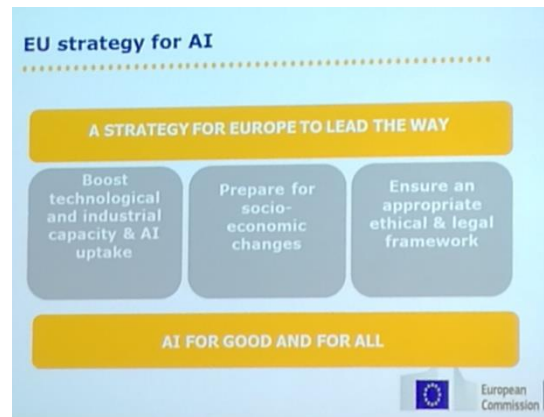 EU strategy for AI
A STRATEGY FOR EUROPE TO LEAD THE WAY
Boost
technological
and industrial
capacity & AI
uptake
Prepare for
socio-
economic
changes
Ensure an
appropriate
ethical & legal
framework
AI FOR GOOD AND FOR ALL
European
Commission